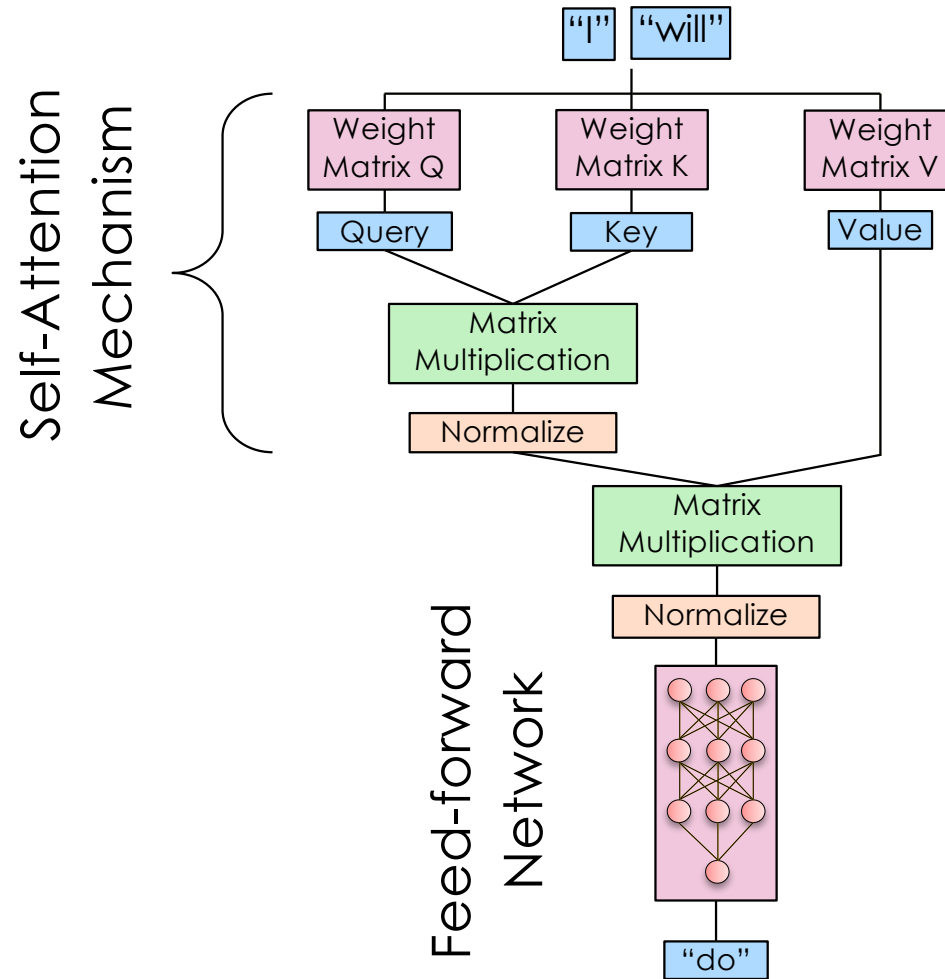 “I” “will”
Self-Attention
Mechanism
Weight
Matrix Q
Weight
Matrix K
Weight
Matrix V
Query
Key
Value
Matrix
Multiplication
Normalize
Matrix
Multiplication
Normalize
Feed-forward
Network
“do”